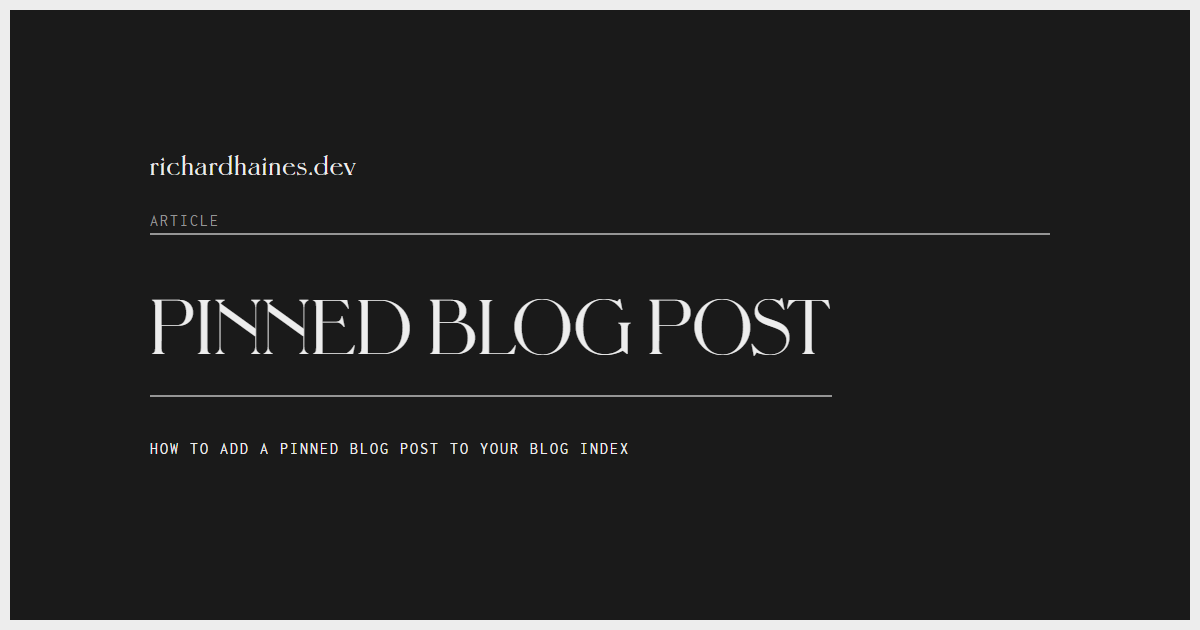 richardhaines.dev
ARTICLE
PINNED BLOG POST
HOW TO ADD A PINNED BLOG POST TO YOUR BLOG INDEX